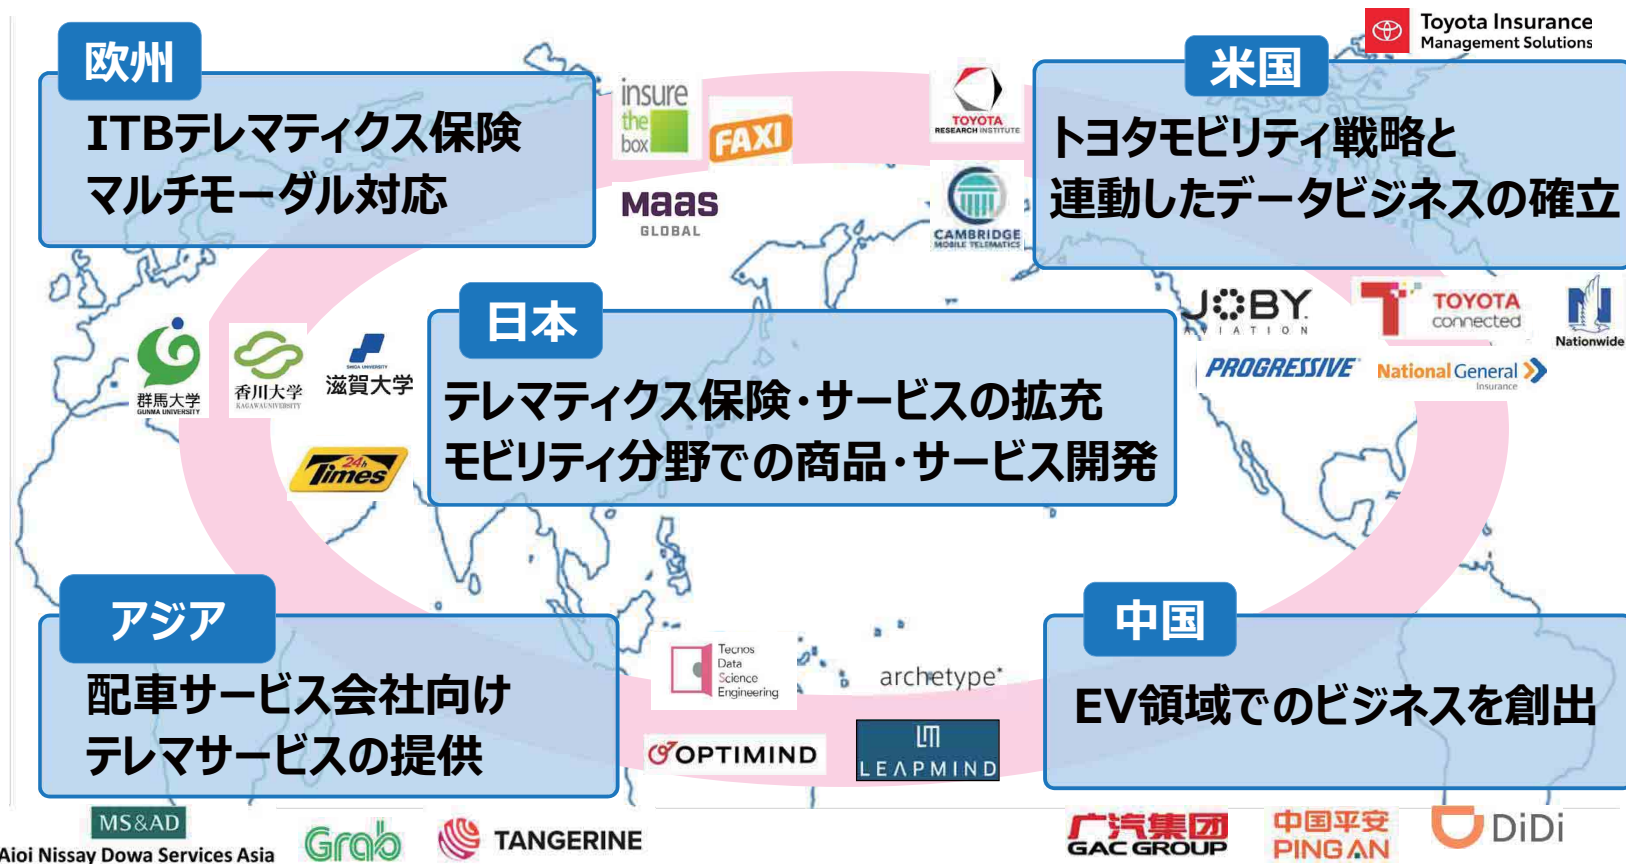 Toyota Insurance
Management Solutions
欧州
ITBテレマティクス保険
マルチモーダル対応
insure
the
box
FAXI
MaaS
GLOBAL
TOYOTA
RESEARCH INSTITUTE
CAMBRIDGE
MOBILE TELEMATICS
米国
トヨタモビリティ戦略と
連動したデータビジネスの確立
JOBY
AVIATION
TOYOTA
connected
Nationwide
PROGRESSIVE
National General
Insurance
群馬大学
GUNMA UNIVERSITY
香川大学
KAGAWA UNIVERSITY
SHIGA UNIVERSITY
滋賀大学
24h
Times
日本
テレマティクス保険・サービスの拡充
モビリティ分野での商品・サービス開発
アジア
配車サービス会社向け
テレマサービスの提供
Tecnos
Data
Science
Engineering
archetype*
OPTIMIND
LM
LEAPMIND
中国
EV領域でのビジネスを創出
MS&AD
Aioi Nissay Dowa Services Asia
Grab
TANGERINE
广汽集团
GAC GROUP
中国平安
PING AN
DiDi